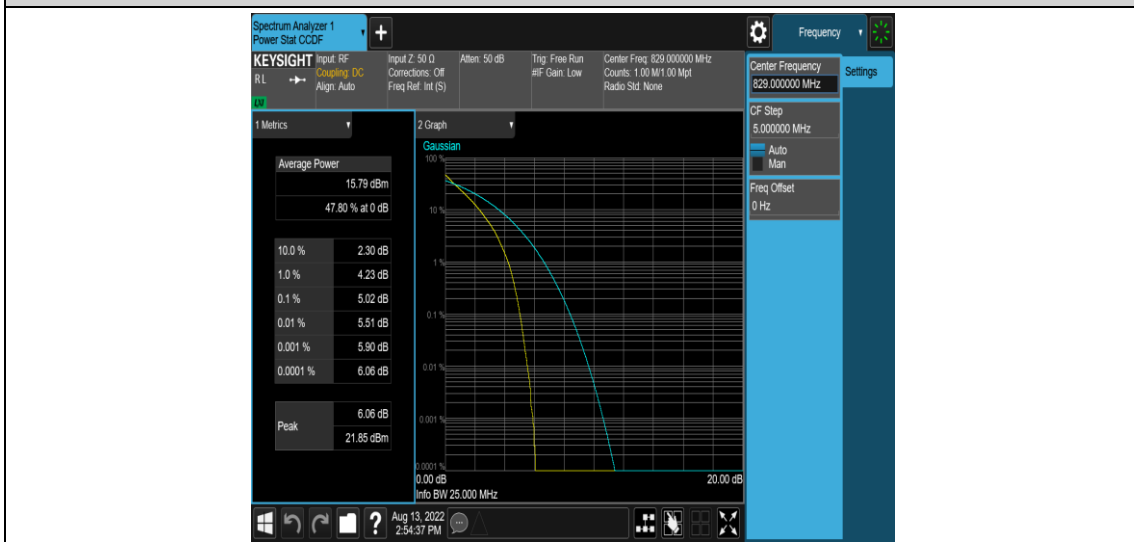 Spectrum Analyzer 1
Power Stat CCDF
+
Frequency
KEYSIGHT
RL
LXI
Input: RF
Coupling: DC
Align: Auto
Input Z: 50 Ω
Corrections: Off
Freq Ref: Int (S)
Atten: 50 dB
Trig: Free Run
#IF Gain: Low
Center Freq: 829.000000 MHz
Counts: 1.00 M/1.00 Mpt
Radio Std: None
Center Frequency
829.000000 MHz
Settings
CF Step
5.000000 MHz
Auto
Man
Freq Offset
0 Hz
1 Metrics
Average Power
15.79 dBm
47.80 % at 0 dB
10.0 % 2.30 dB
1.0 % 4.23 dB
0.1 % 5.02 dB
0.01 % 5.51 dB
0.001 % 5.90 dB
0.0001 % 6.06 dB
Peak 6.06 dB
21.85 dBm
2 Graph
Gaussian
100 %
10 %
1 %
0.1 %
0.01 %
0.001 %
0.0001 %
0.00 dB 20.00 dB
Info BW 25.000 MHz
?
Aug 13, 2022
2:54:37 PM